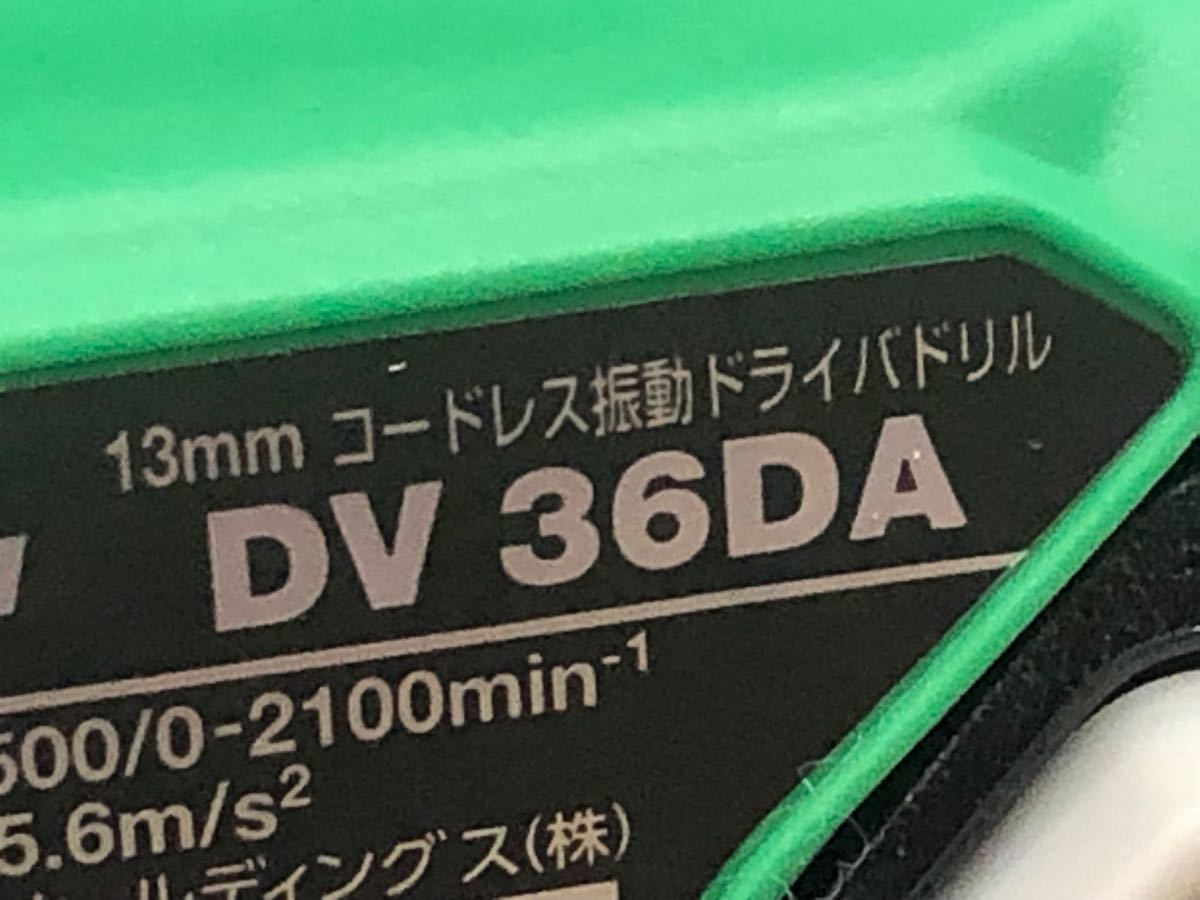 13mm コードレス振動ドライバドリル
DV 36DA
500/0-2100min⁻¹
5.6m/s²
ールディングス(株)